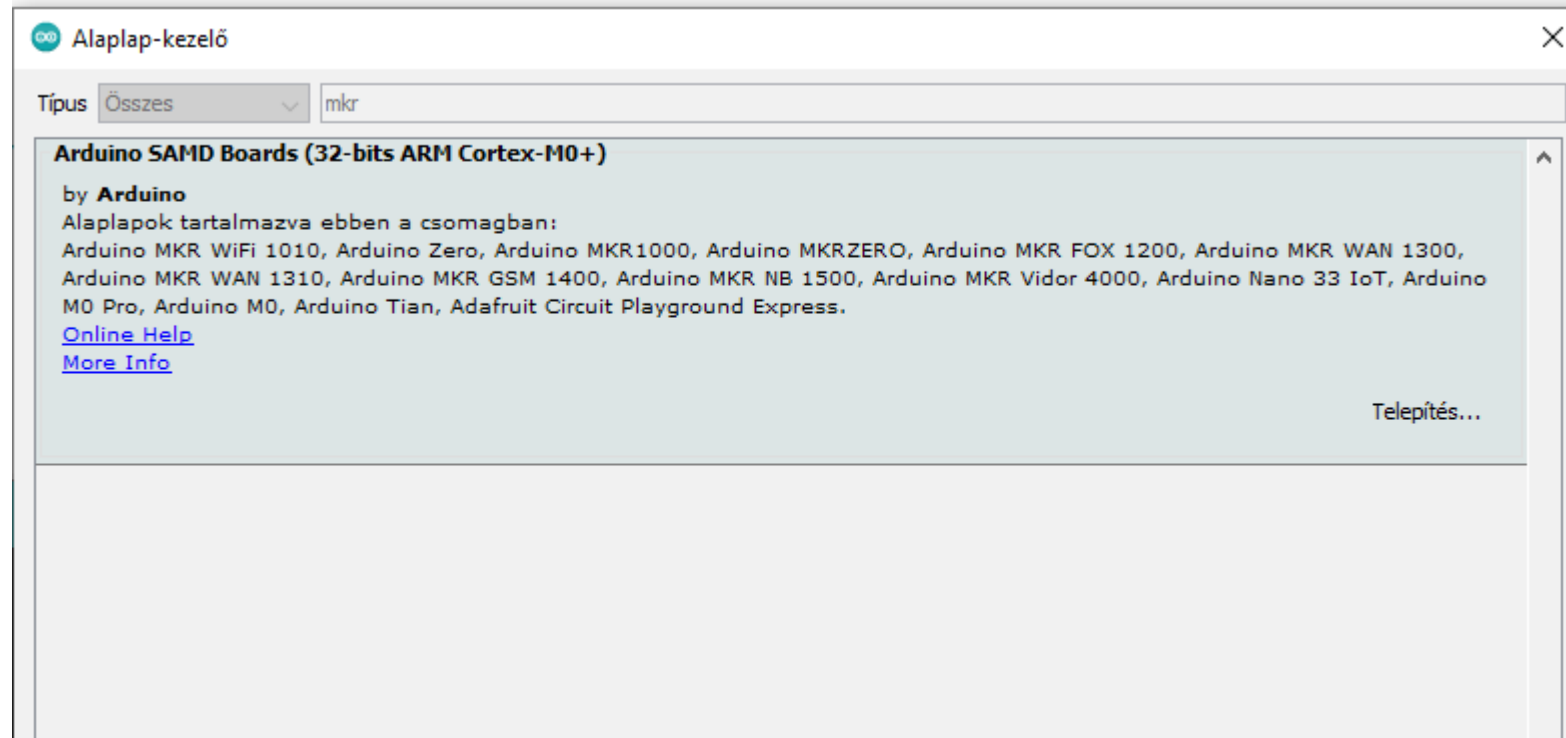 Alaplap-kezelő
Típus Összes mkr
Arduino SAMD Boards (32-bits ARM Cortex-M0+)
by Arduino
Alaplapok tartalmazva ebben a csomagban:
Arduino MKR WiFi 1010, Arduino Zero, Arduino MKR1000, Arduino MKRZERO, Arduino MKR FOX 1200, Arduino MKR WAN 1300,
Arduino MKR WAN 1310, Arduino MKR GSM 1400, Arduino MKR NB 1500, Arduino MKR Vidor 4000, Arduino Nano 33 IoT, Arduino
M0 Pro, Arduino M0, Arduino Tian, Adafruit Circuit Playground Express.
Online Help
More Info
Telepítés...